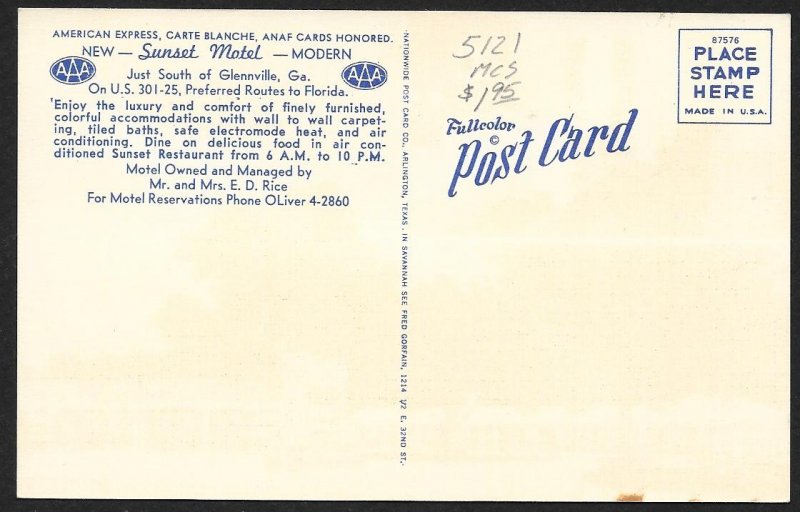 AMERICAN EXPRESS, CARTE BLANCHE, ANAF CARDS HONORED.
NEW — Sunset Motel — MODERN
AAA
AAA
Just South of Glennville, Ga.
On U.S. 301-25, Preferred Routes to Florida.
Enjoy the luxury and comfort of finely furnished,
colorful accommodations with wall to wall carpet-
ing, tiled baths, safe electromode heat, and air
conditioning. Dine on delicious food in air con-
ditioned Sunset Restaurant from 6 A.M. to 10 P.M.
Motel Owned and Managed by
Mr. and Mrs. E. D. Rice
For Motel Reservations Phone OLiver 4-2860
-NATIONWIDE POST CARD CO., ARLINGTON, TEXAS. IN SAVANNAH SEE FRED GORFAIN, 1214 1/2 E. 32ND ST.-
5121
MCS
$1.95
Fullcolor
©
Post Card
87576
PLACE
STAMP
HERE
MADE IN U.S.A.